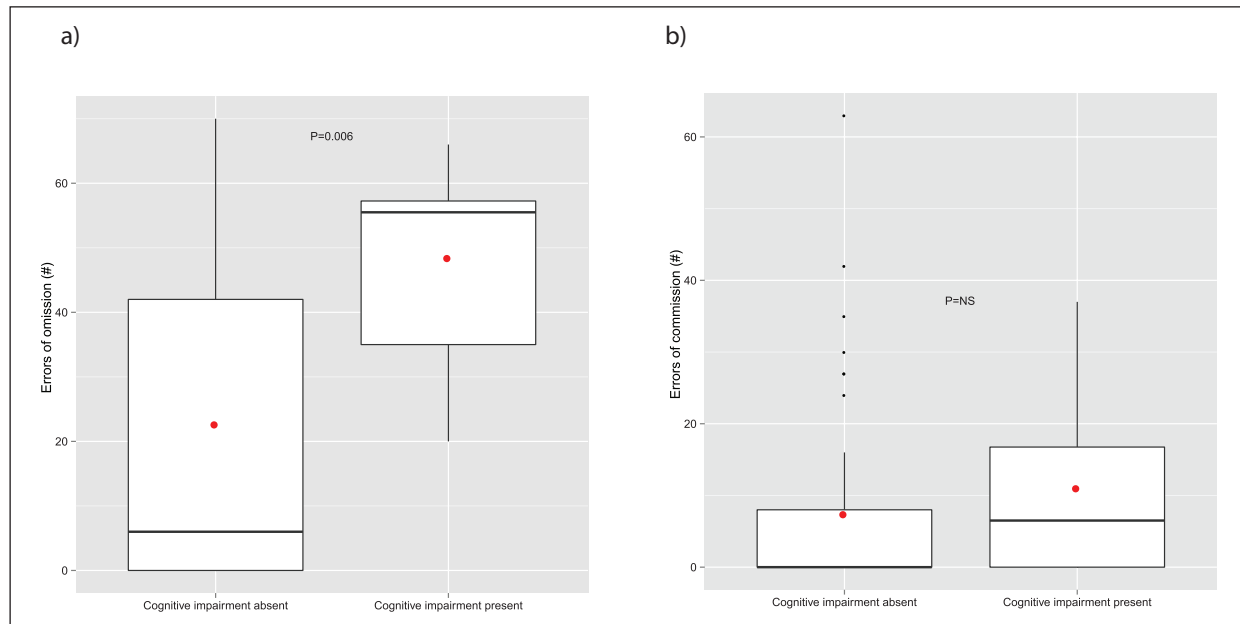 a)
P=0.006
60
40
20
0
Errors of omission (#)
Cognitive impairment absent
Cognitive impairment present
b)
P=NS
60
40
20
0
Errors of commission (#)
Cognitive impairment absent
Cognitive impairment present